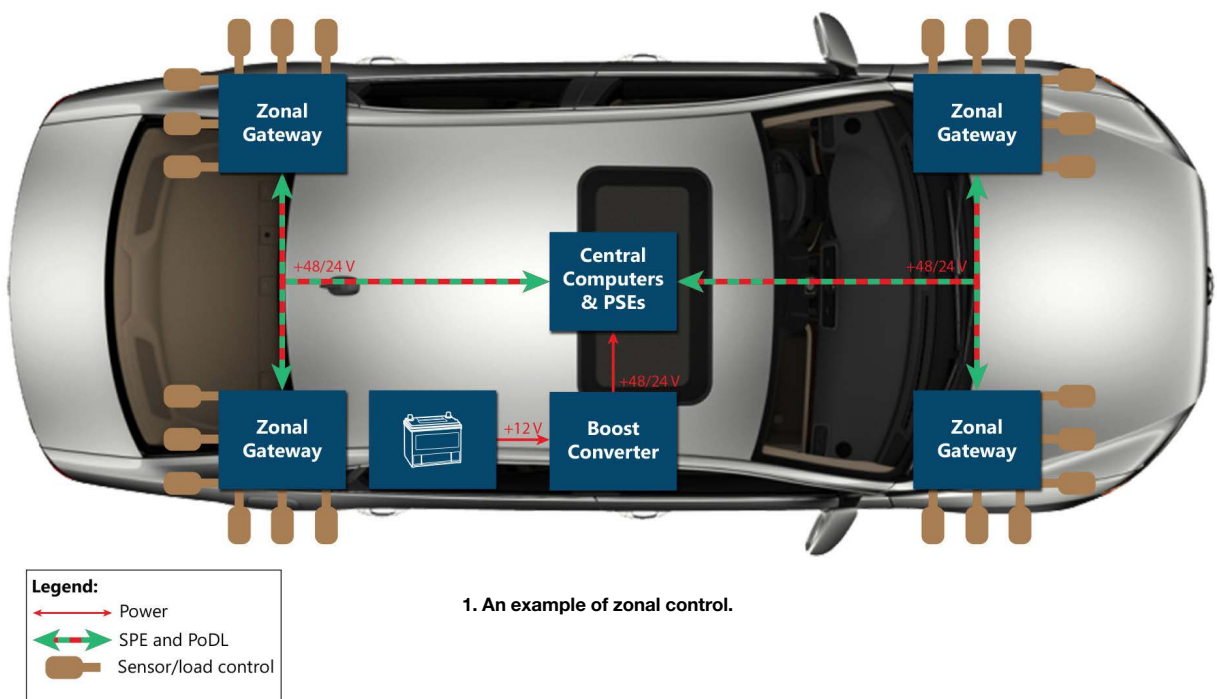 Zonal
Gateway
Zonal
Gateway
+48/24 V
Central
Computers
& PSEs
+48/24 V
+48/24 V
Zonal
Gateway
+12 V
Boost
Converter
Zonal
Gateway
Legend:
Power
SPE and PoDL
Sensor/load control
1. An example of zonal control.